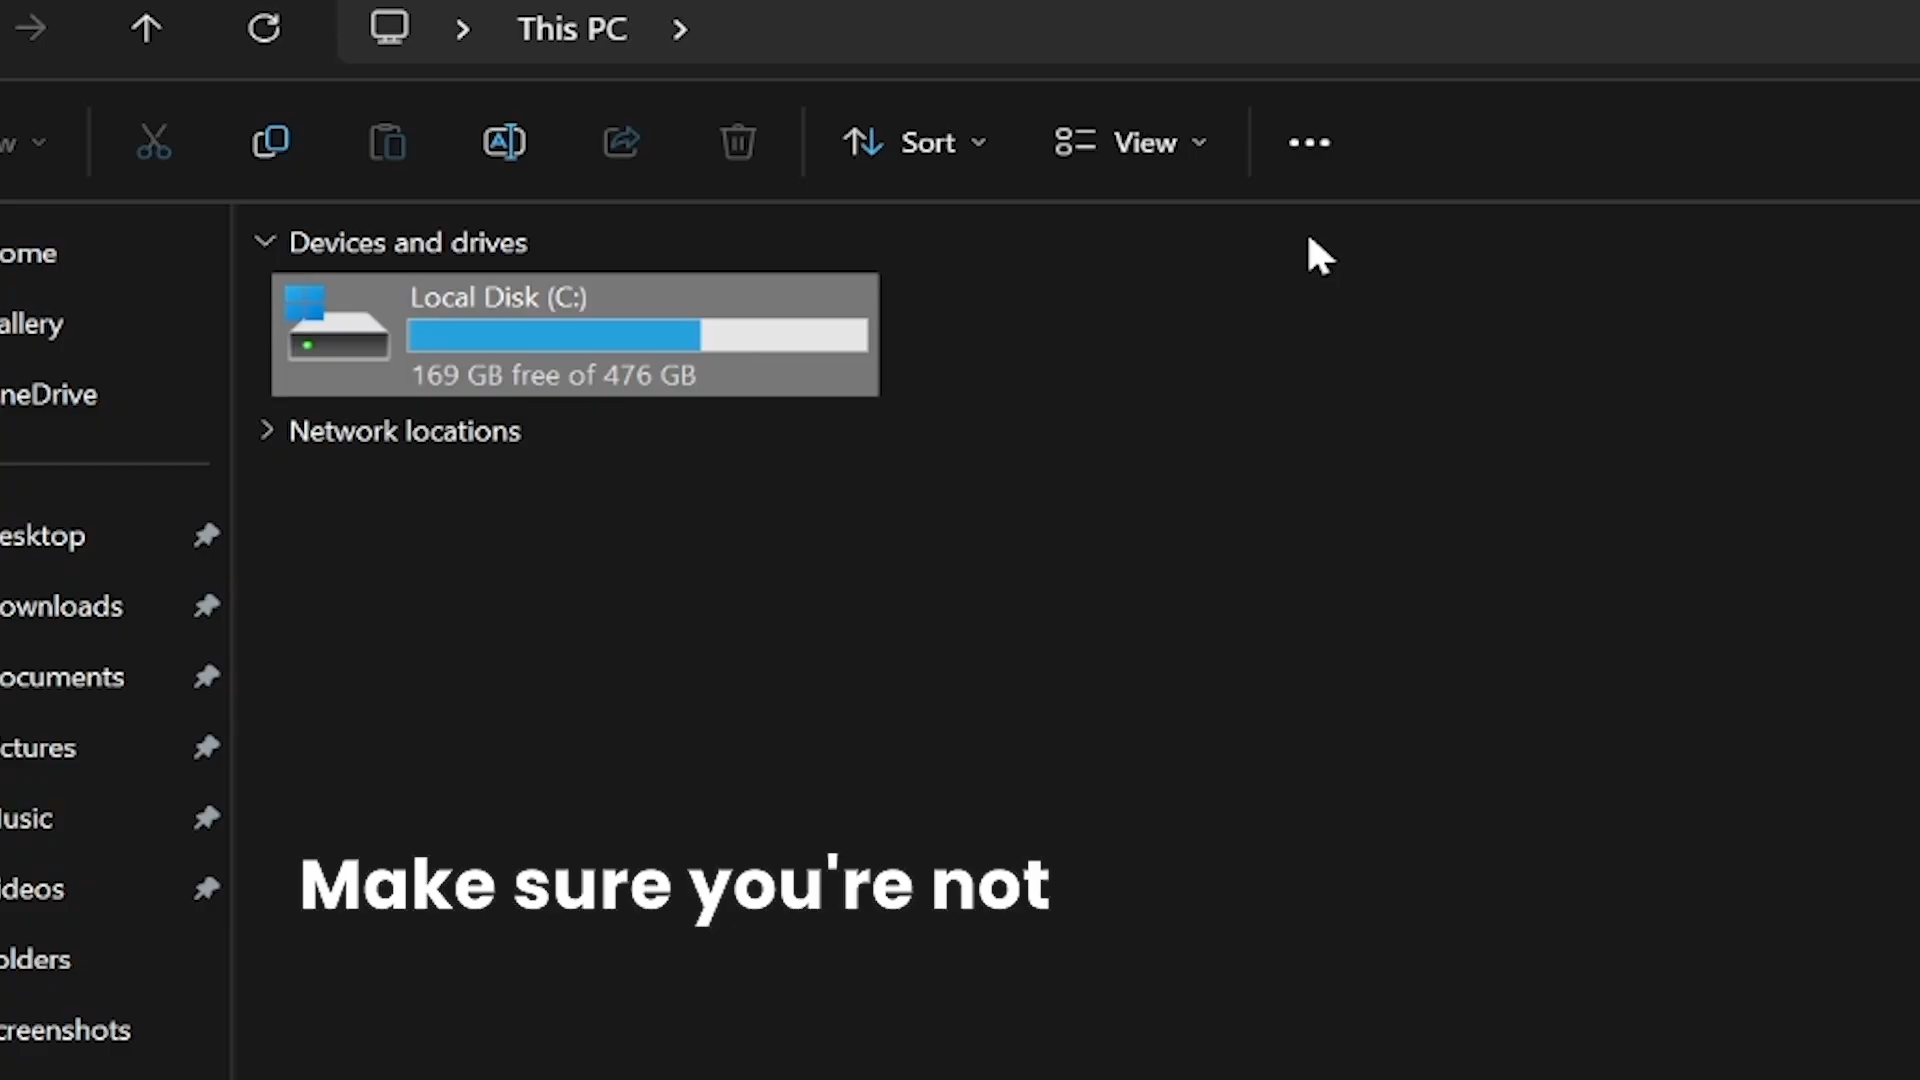 This PC
w
Sort
View
ome
allery
neDrive
esktop
ownloads
ocuments
ctures
usic
ideos
olders
creenshots
Devices and drives
Local Disk (C:)
169 GB free of 476 GB
Network locations
Make sure you're not